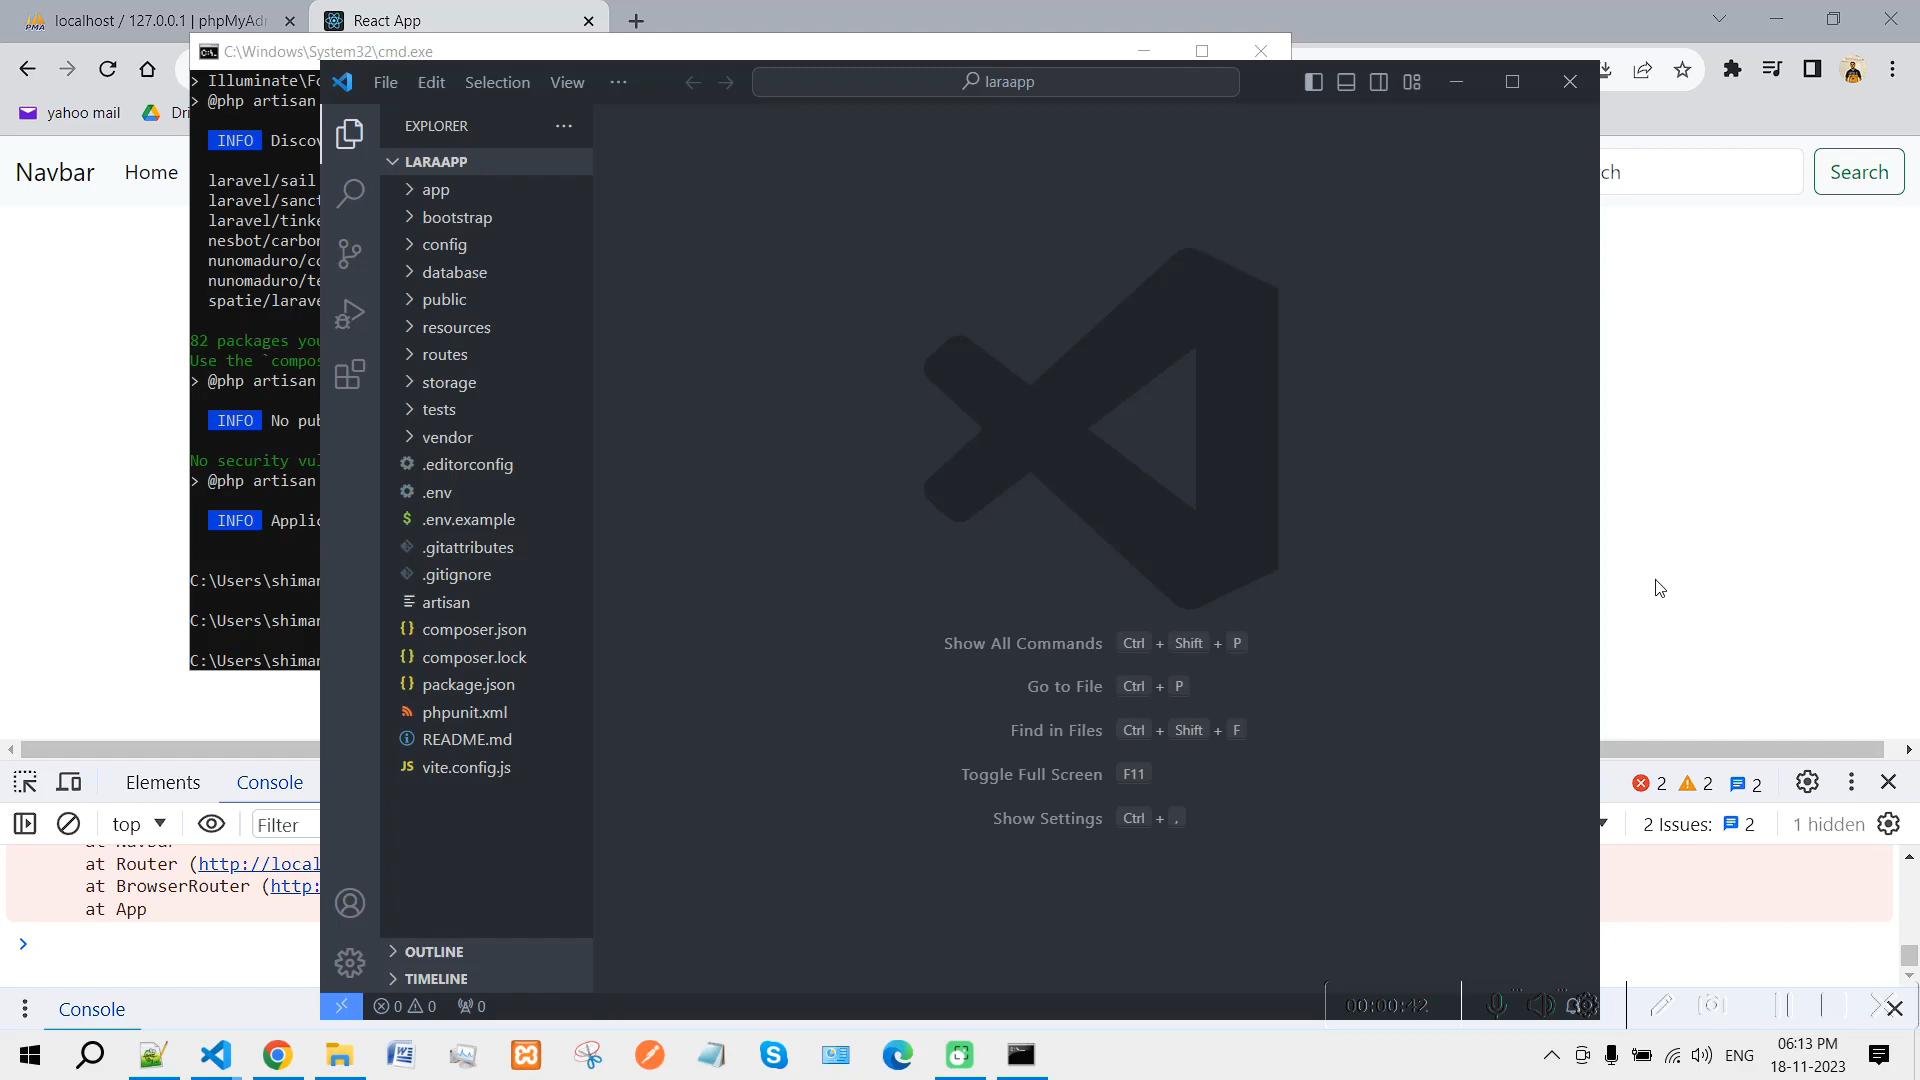 localhost / 127.0.0.1 | phpMyAdm
React App
C:\Windows\System32\cmd.exe
File Edit Selection View
laraapp
yahoo mail
Navbar Home
Search
> Illuminate\Fo
> @php artisan
INFO Discov
laravel/sail
laravel/sanct
laravel/tinke
nesbot/carbon
nunomaduro/co
nunomaduro/te
spatie/larave
82 packages you
Use the `compos
> @php artisan
INFO No pub
No security vul
> @php artisan
INFO Applic
C:\Users\shiman
C:\Users\shiman
C:\Users\shiman
EXPLORER
LARAAPP
app
bootstrap
config
database
public
resources
routes
storage
tests
vendor
.editorconfig
.env
.env.example
.gitattributes
.gitignore
artisan
composer.json
composer.lock
package.json
phpunit.xml
README.md
vite.config.js
OUTLINE
TIMELINE
Show All Commands Ctrl + Shift + P
Go to File Ctrl + P
Find in Files Ctrl + Shift + F
Toggle Full Screen F11
Show Settings Ctrl + ,
0 0 0
00:00:42
Elements Console
2 2 2
top
Filter
2 Issues: 2 1 hidden
at Router (http://local
at BrowserRouter (http:
at App
Console
ENG
06:13 PM
18-11-2023